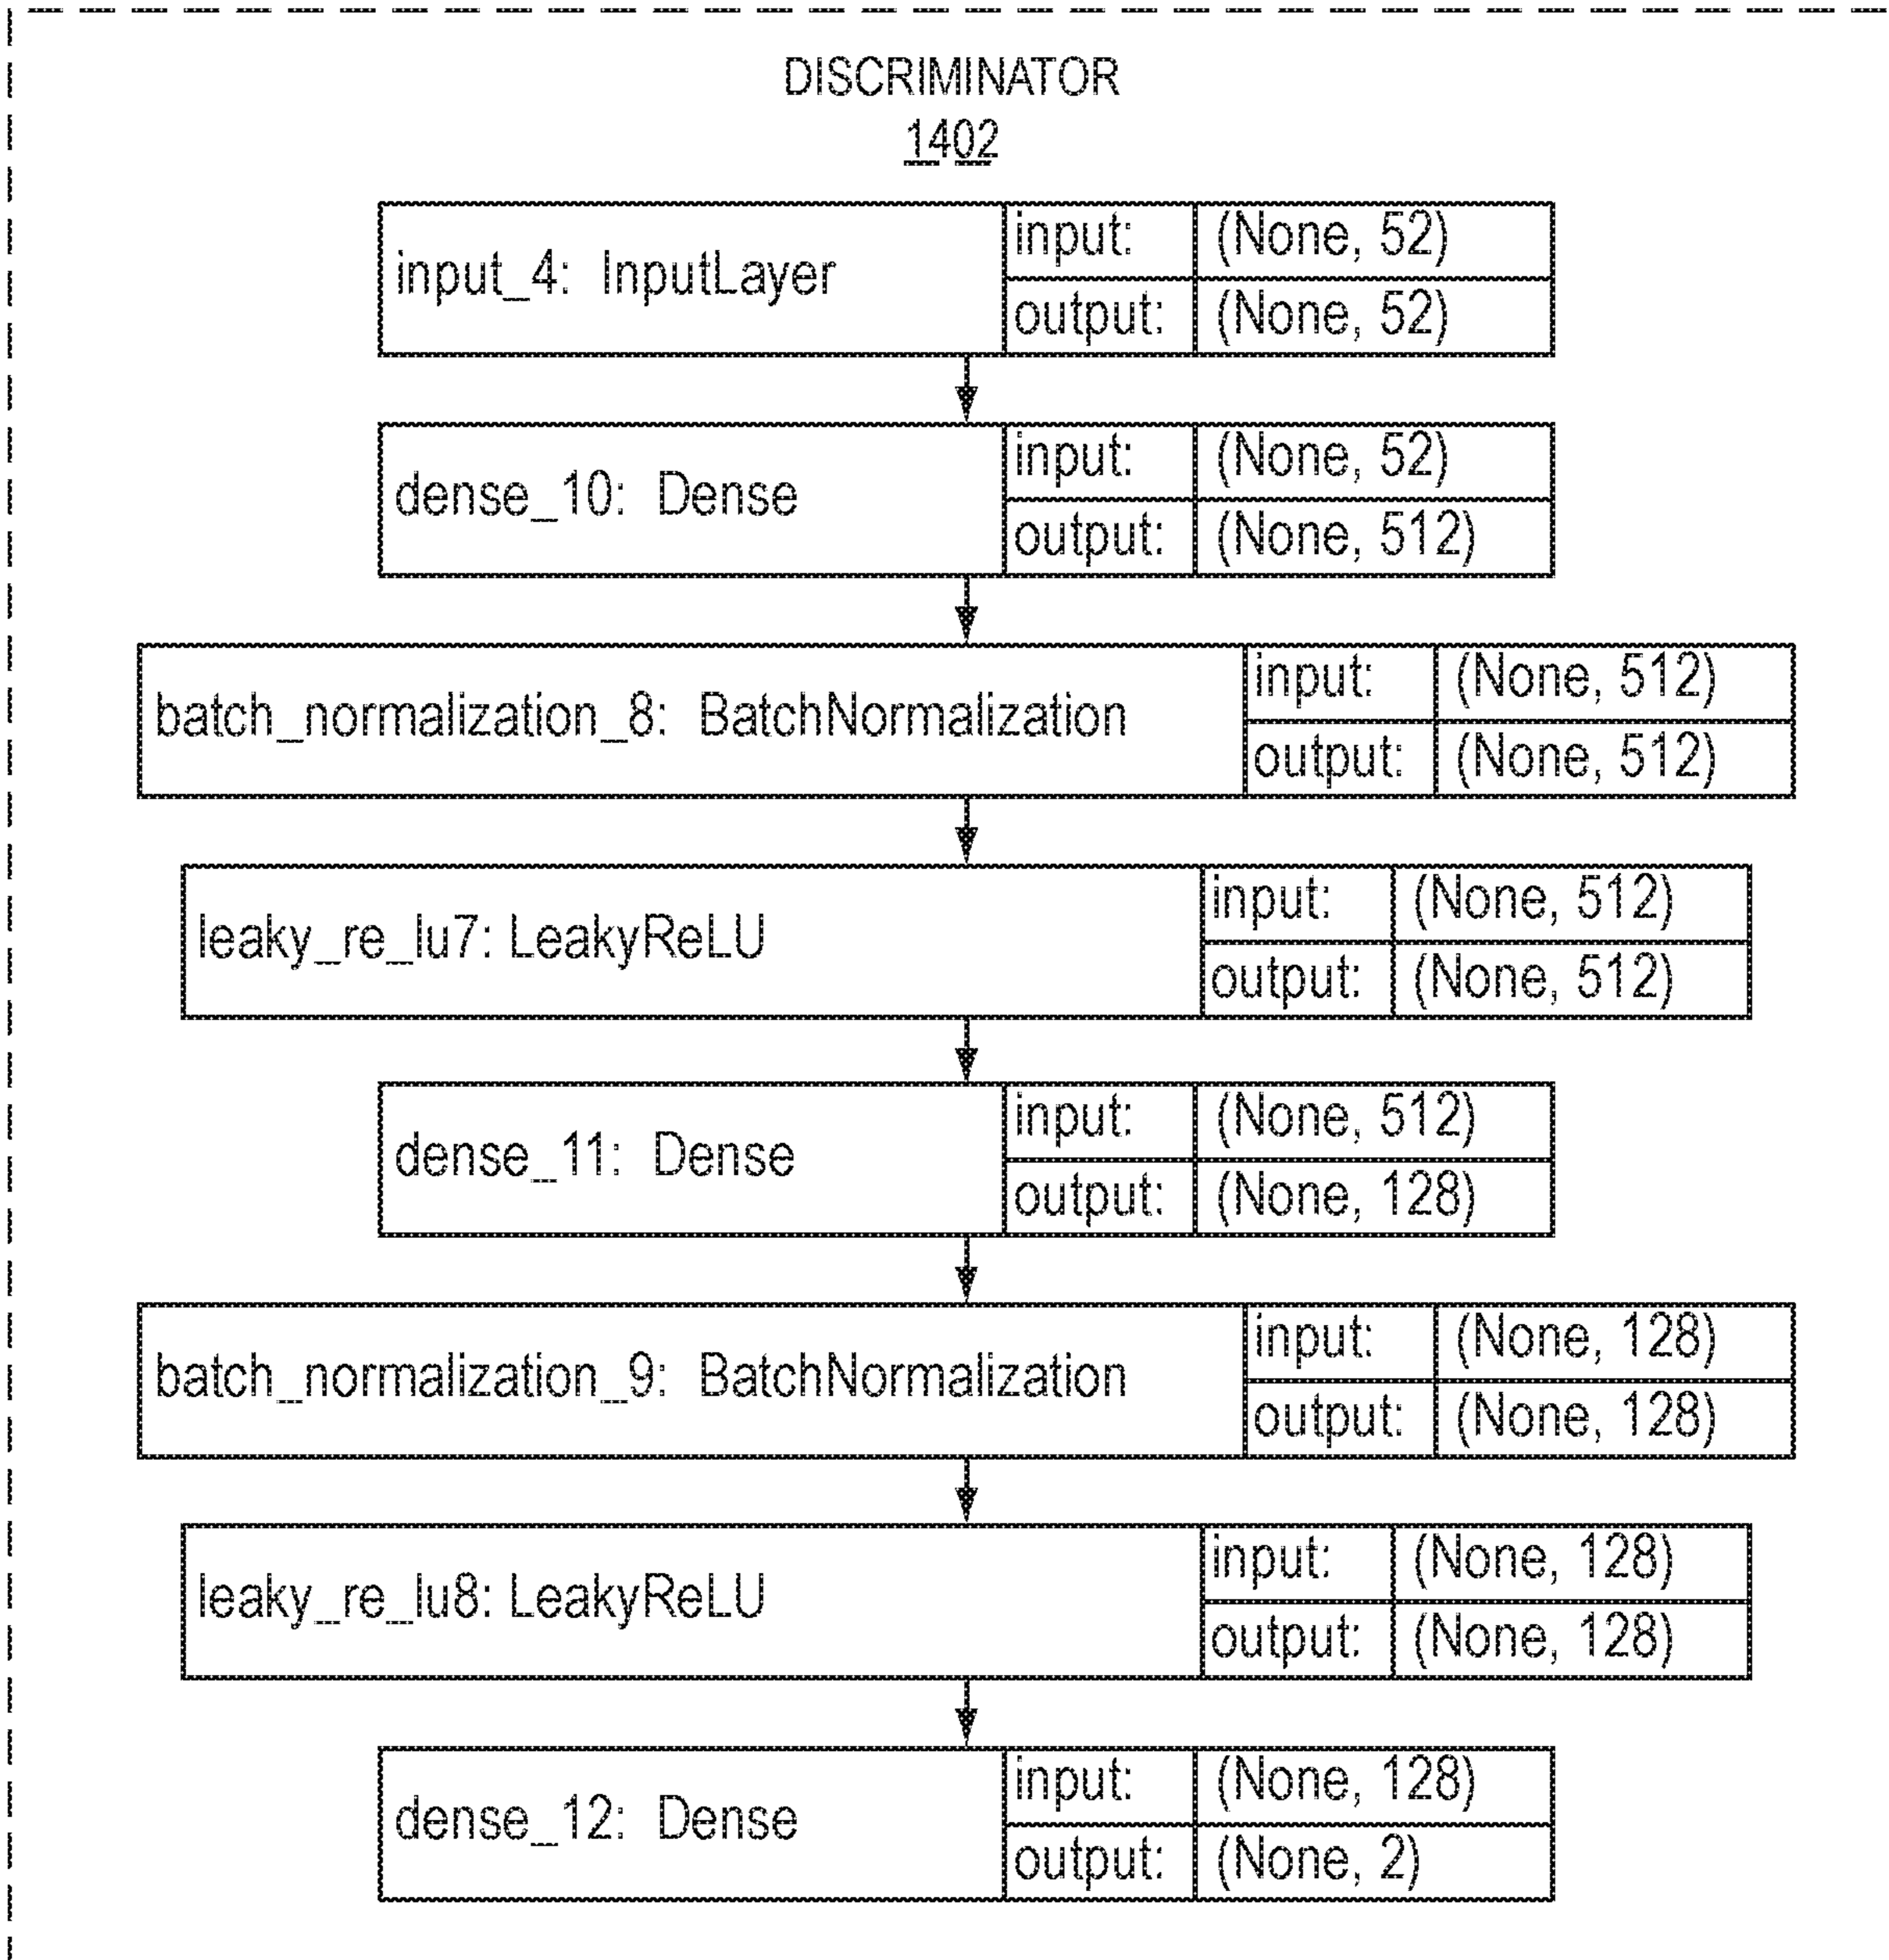 DISCRIMINATOR
1402
input_4: InputLayer
input: (None, 52)
output: (None, 52)
dense_10: Dense
input: (None, 52)
output: (None, 512)
batch_normalization_8: BatchNormalization
input: (None, 512)
output: (None, 512)
leaky_re_lu7: LeakyReLU
input: (None, 512)
output: (None, 512)
dense_11: Dense
input: (None, 512)
output: (None, 128)
batch_normalization_9: BatchNormalization
input: (None, 128)
output: (None, 128)
leaky_re_lu8: LeakyReLU
input: (None, 128)
output: (None, 128)
dense_12: Dense
input: (None, 128)
output: (None, 2)